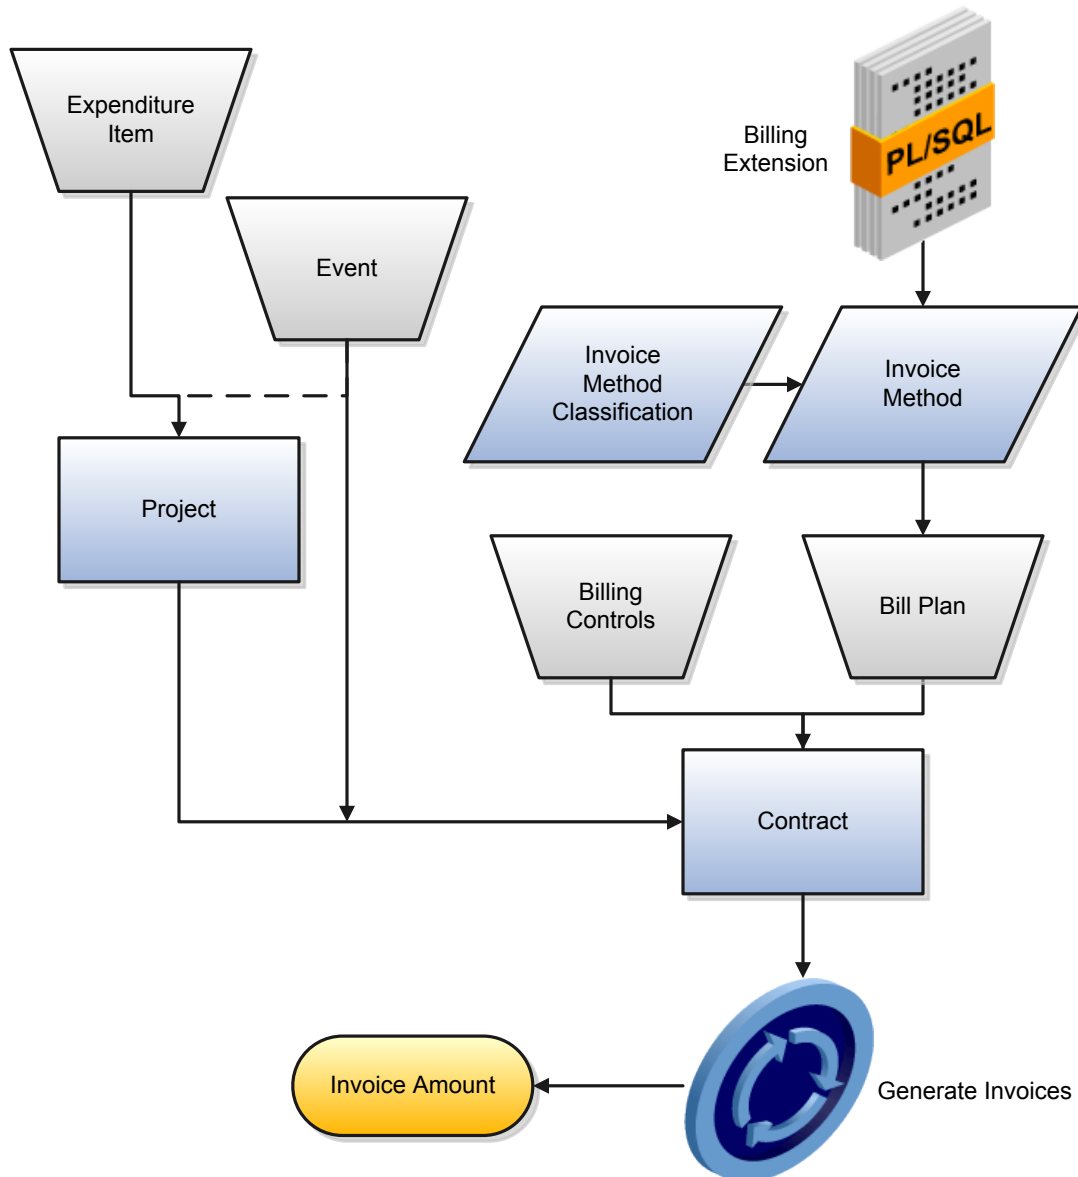 Expenditure
Item
Billing
Extension
PL/SQL
Event
Invoice
Method
Classification
Invoice
Method
Project
Billing
Controls
Bill Plan
Contract
Invoice Amount
Generate Invoices